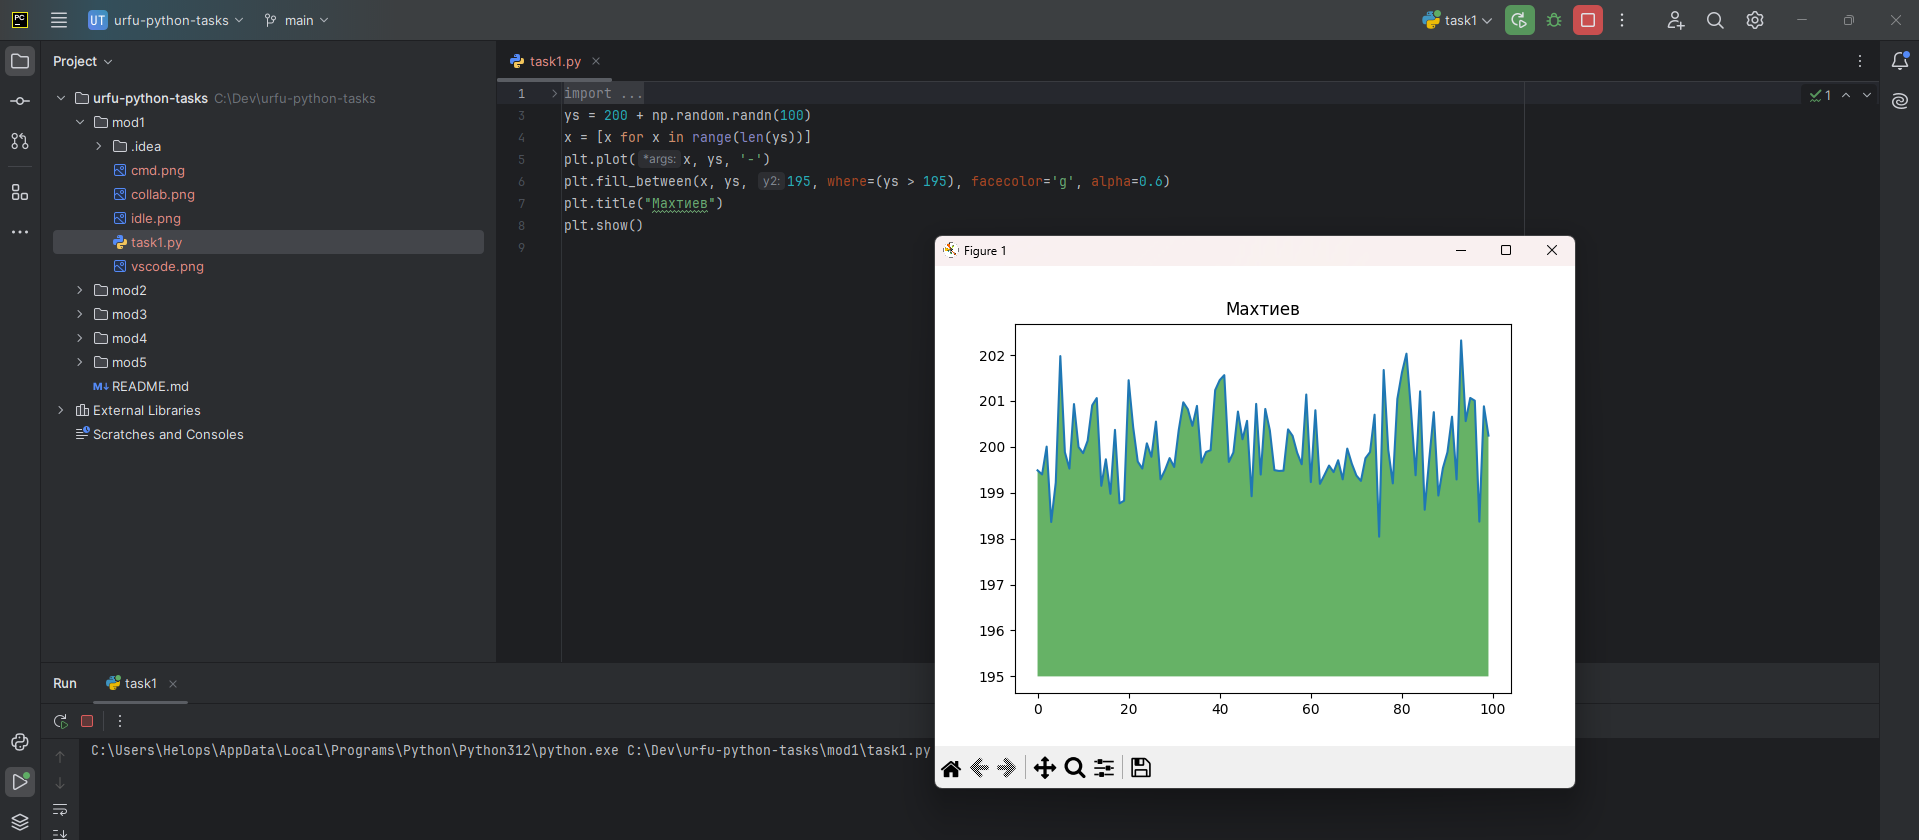 PC
UT urfu-python-tasks main
task1
Project
urfu-python-tasks C:\Dev\urfu-python-tasks
mod1
.idea
cmd.png
collab.png
idle.png
task1.py
vscode.png
mod2
mod3
mod4
mod5
M↓ README.md
External Libraries
Scratches and Consoles
task1.py
1 import ...
1
3 ys = 200 + np.random.randn(100)
4 x = [x for x in range(len(ys))]
5 plt.plot( *args: x, ys, '-')
6 plt.fill_between(x, ys, y2: 195, where=(ys > 195), facecolor='g', alpha=0.6)
7 plt.title("Махтиев")
8 plt.show()
9
Figure 1
Махтиев
202
201
200
199
198
197
196
195
0 20 40 60 80 100
Run task1
C:\Users\Helops\AppData\Local\Programs\Python\Python312\python.exe C:\Dev\urfu-python-tasks\mod1\task1.py